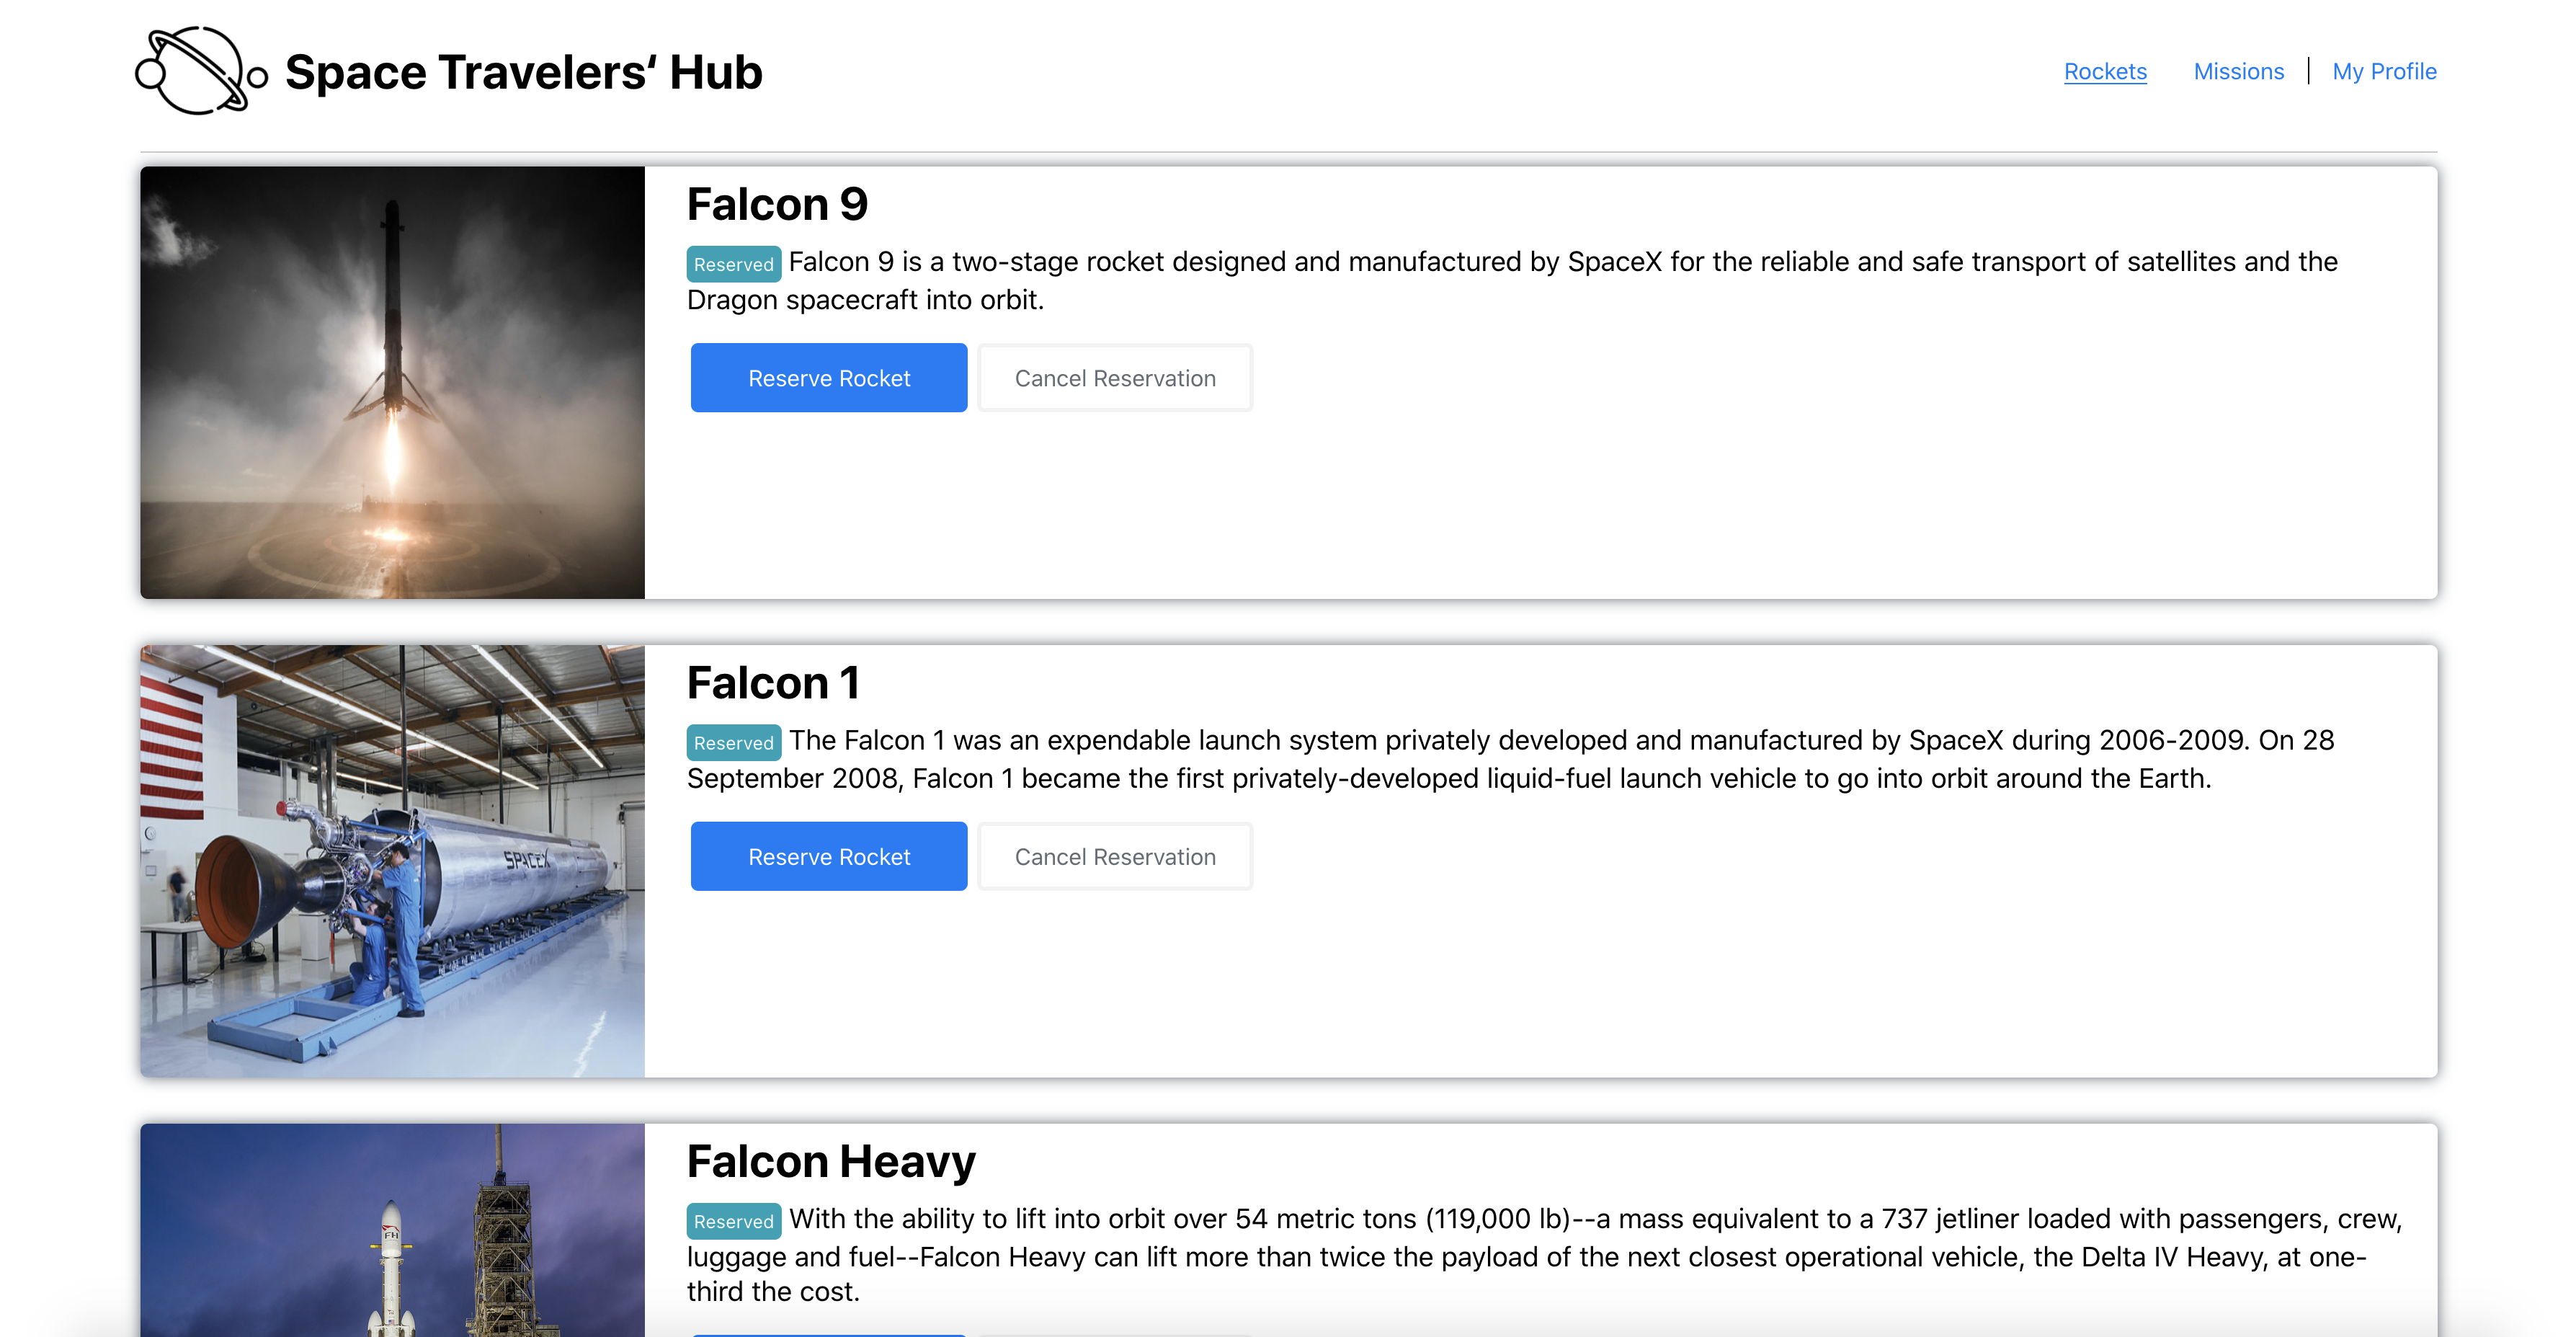 Space Travelers‘ Hub
Rockets Missions My Profile
Falcon 9
Reserved Falcon 9 is a two-stage rocket designed and manufactured by SpaceX for the reliable and safe transport of satellites and the
Dragon spacecraft into orbit.
Reserve Rocket Cancel Reservation
SPACEX
Falcon 1
Reserved The Falcon 1 was an expendable launch system privately developed and manufactured by SpaceX during 2006-2009. On 28
September 2008, Falcon 1 became the first privately-developed liquid-fuel launch vehicle to go into orbit around the Earth.
Reserve Rocket Cancel Reservation
FH
Falcon Heavy
Reserved With the ability to lift into orbit over 54 metric tons (119,000 lb)--a mass equivalent to a 737 jetliner loaded with passengers, crew,
luggage and fuel--Falcon Heavy can lift more than twice the payload of the next closest operational vehicle, the Delta IV Heavy, at one-
third the cost.